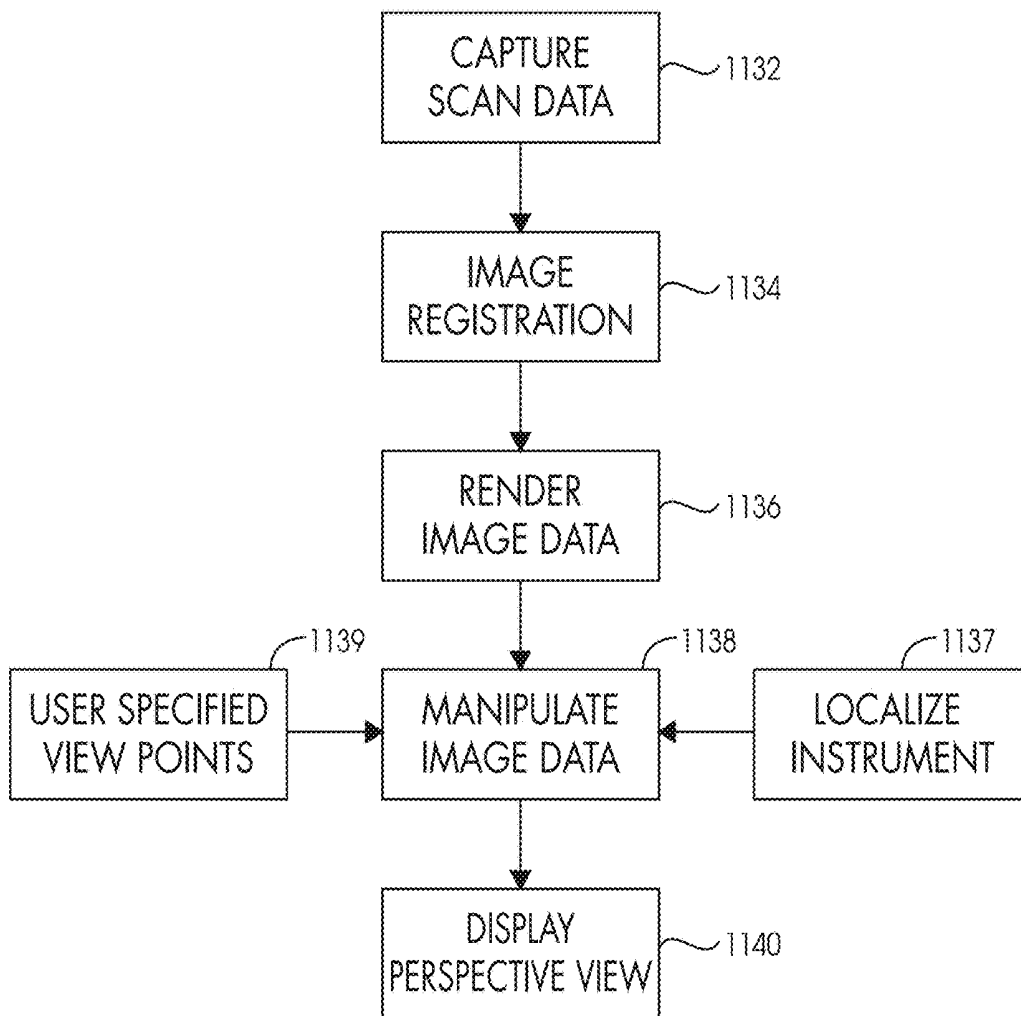 CAPTURE
SCAN DATA
1132
IMAGE
REGISTRATION
1134
RENDER
IMAGE DATA
1136
1139
USER SPECIFIED
VIEW POINTS
1138
MANIPULATE
IMAGE DATA
1137
LOCALIZE
INSTRUMENT
DISPLAY
PERSPECTIVE VIEW
1140